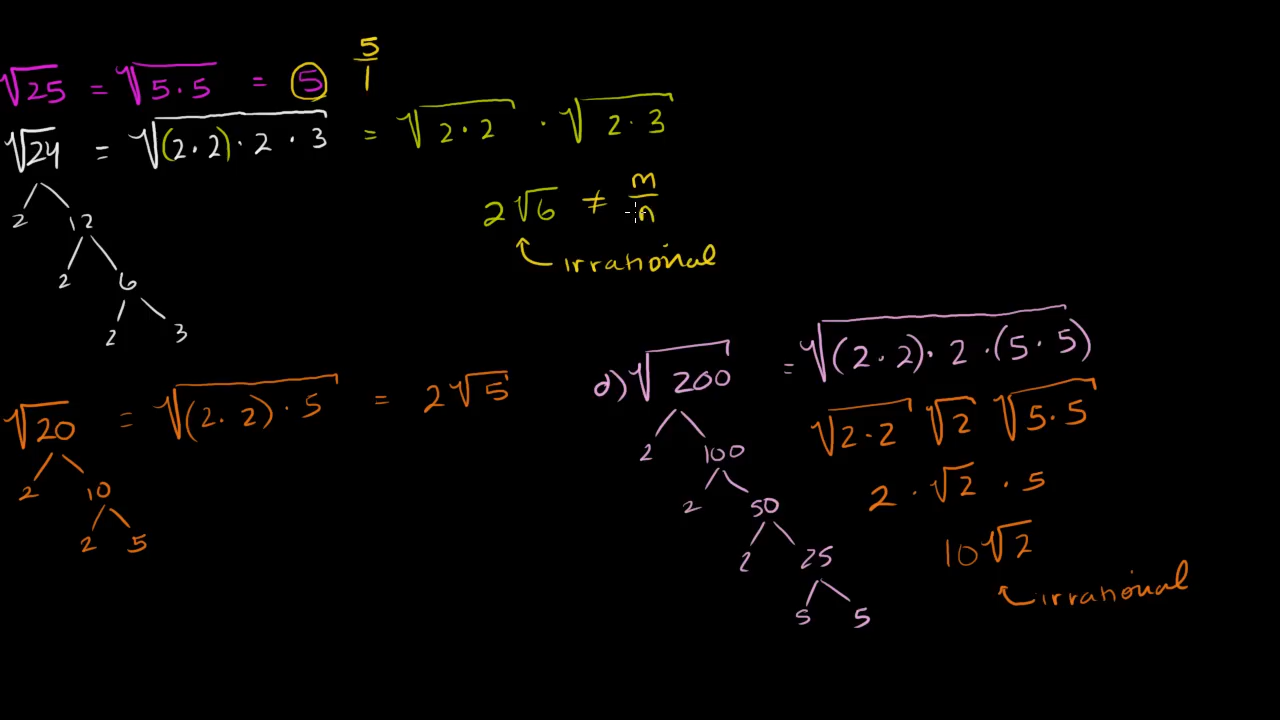 √25 = √5·5 = 5 5/1
√24 = √(2·2)·2·3 = √2·2 · √2·3
2 12
2 6
2 3
2√6 ≠ m/n
irrational
√20 = √(2·2)·5 = 2√5
2 10
2 5
d) √200 = √(2·2)·2·(5·5)
2 100
2 50
2 25
5 5
√2·2 √2 √5·5
2 · √2 · 5
10√2
irrational